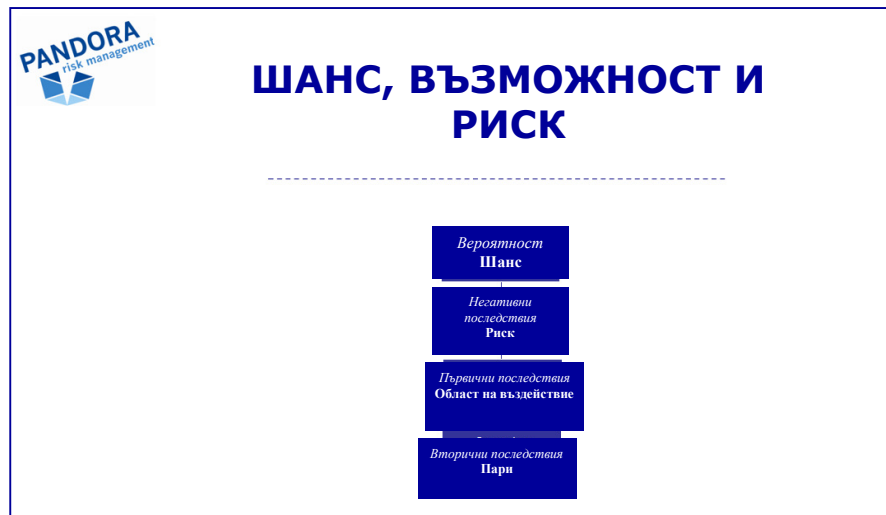 PANDORA
risk management
ШАНС, ВЪЗМОЖНОСТ И
РИСК
Вероятност
Шанс
Негативни
последствия
Риск
Първични последствия
Област на въздействие
Вторични последствия
Пари